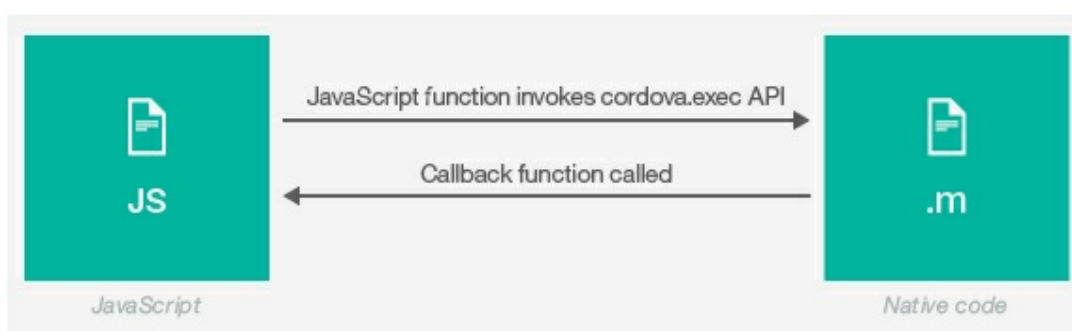 JavaScript function invokes cordova.exec API
Callback function called
JS
.m
JavaScript
Native code